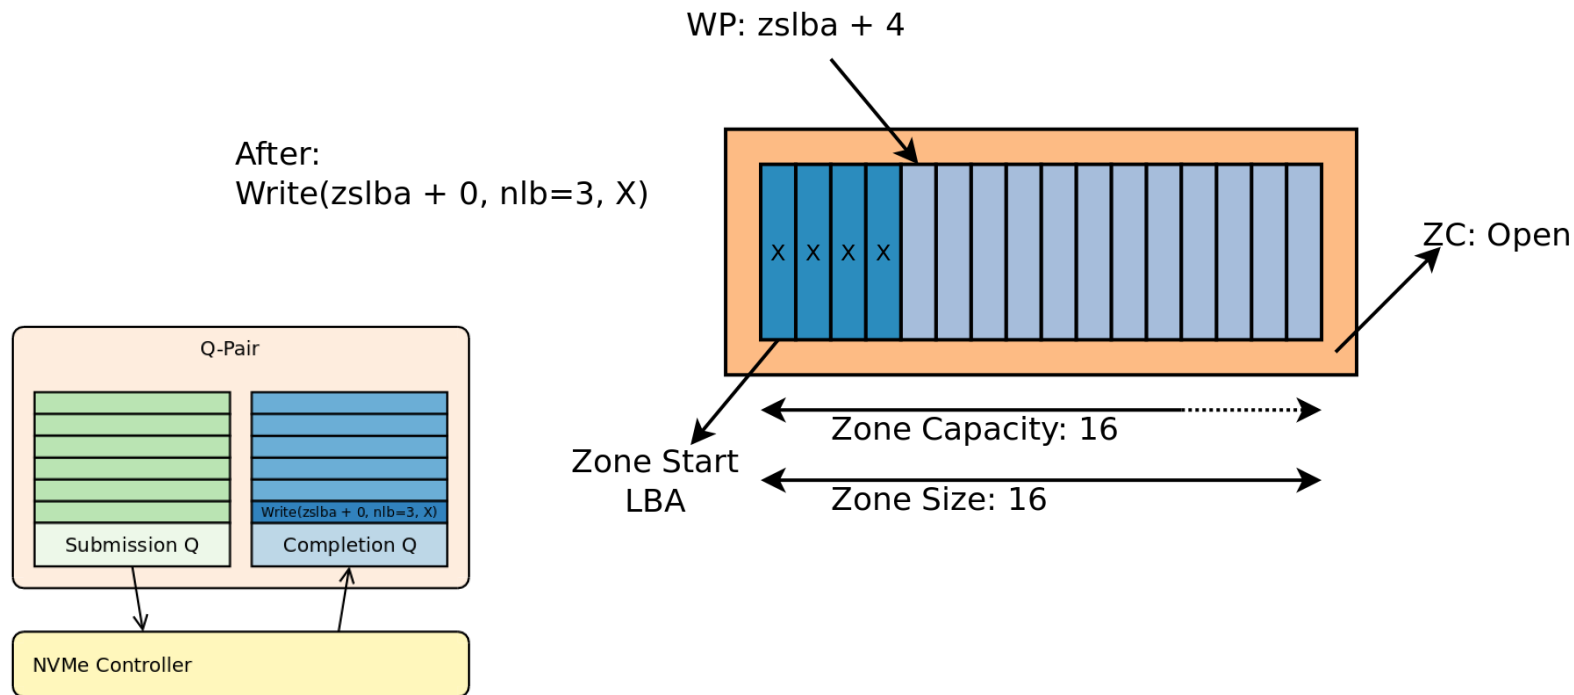 WP: zslba + 4
After:
Write(zslba + 0, nlb=3, X)
X X X X
ZC: Open
Zone Capacity: 16
Zone Start
LBA
Zone Size: 16
Q-Pair
Write(zslba + 0, nlb=3, X)
Submission Q
Completion Q
NVMe Controller